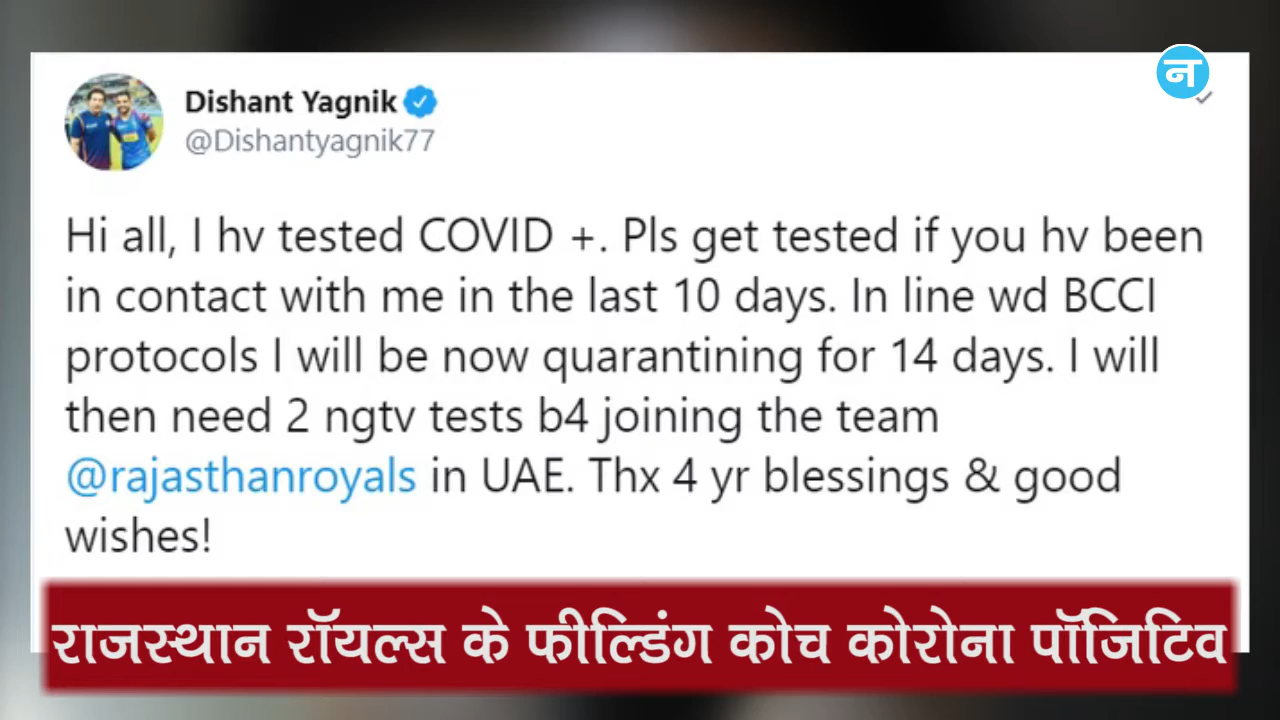 न
Dishant Yagnik
@Dishantyagnik77
Hi all, I hv tested COVID +. Pls get tested if you hv been
in contact with me in the last 10 days. In line wd BCCI
protocols I will be now quarantining for 14 days. I will
then need 2 ngtv tests b4 joining the team
@rajasthanroyals in UAE. Thx 4 yr blessings & good
wishes!
राजस्थान रॉयल्स के फील्डिंग कोच कोरोना पॉजिटिव